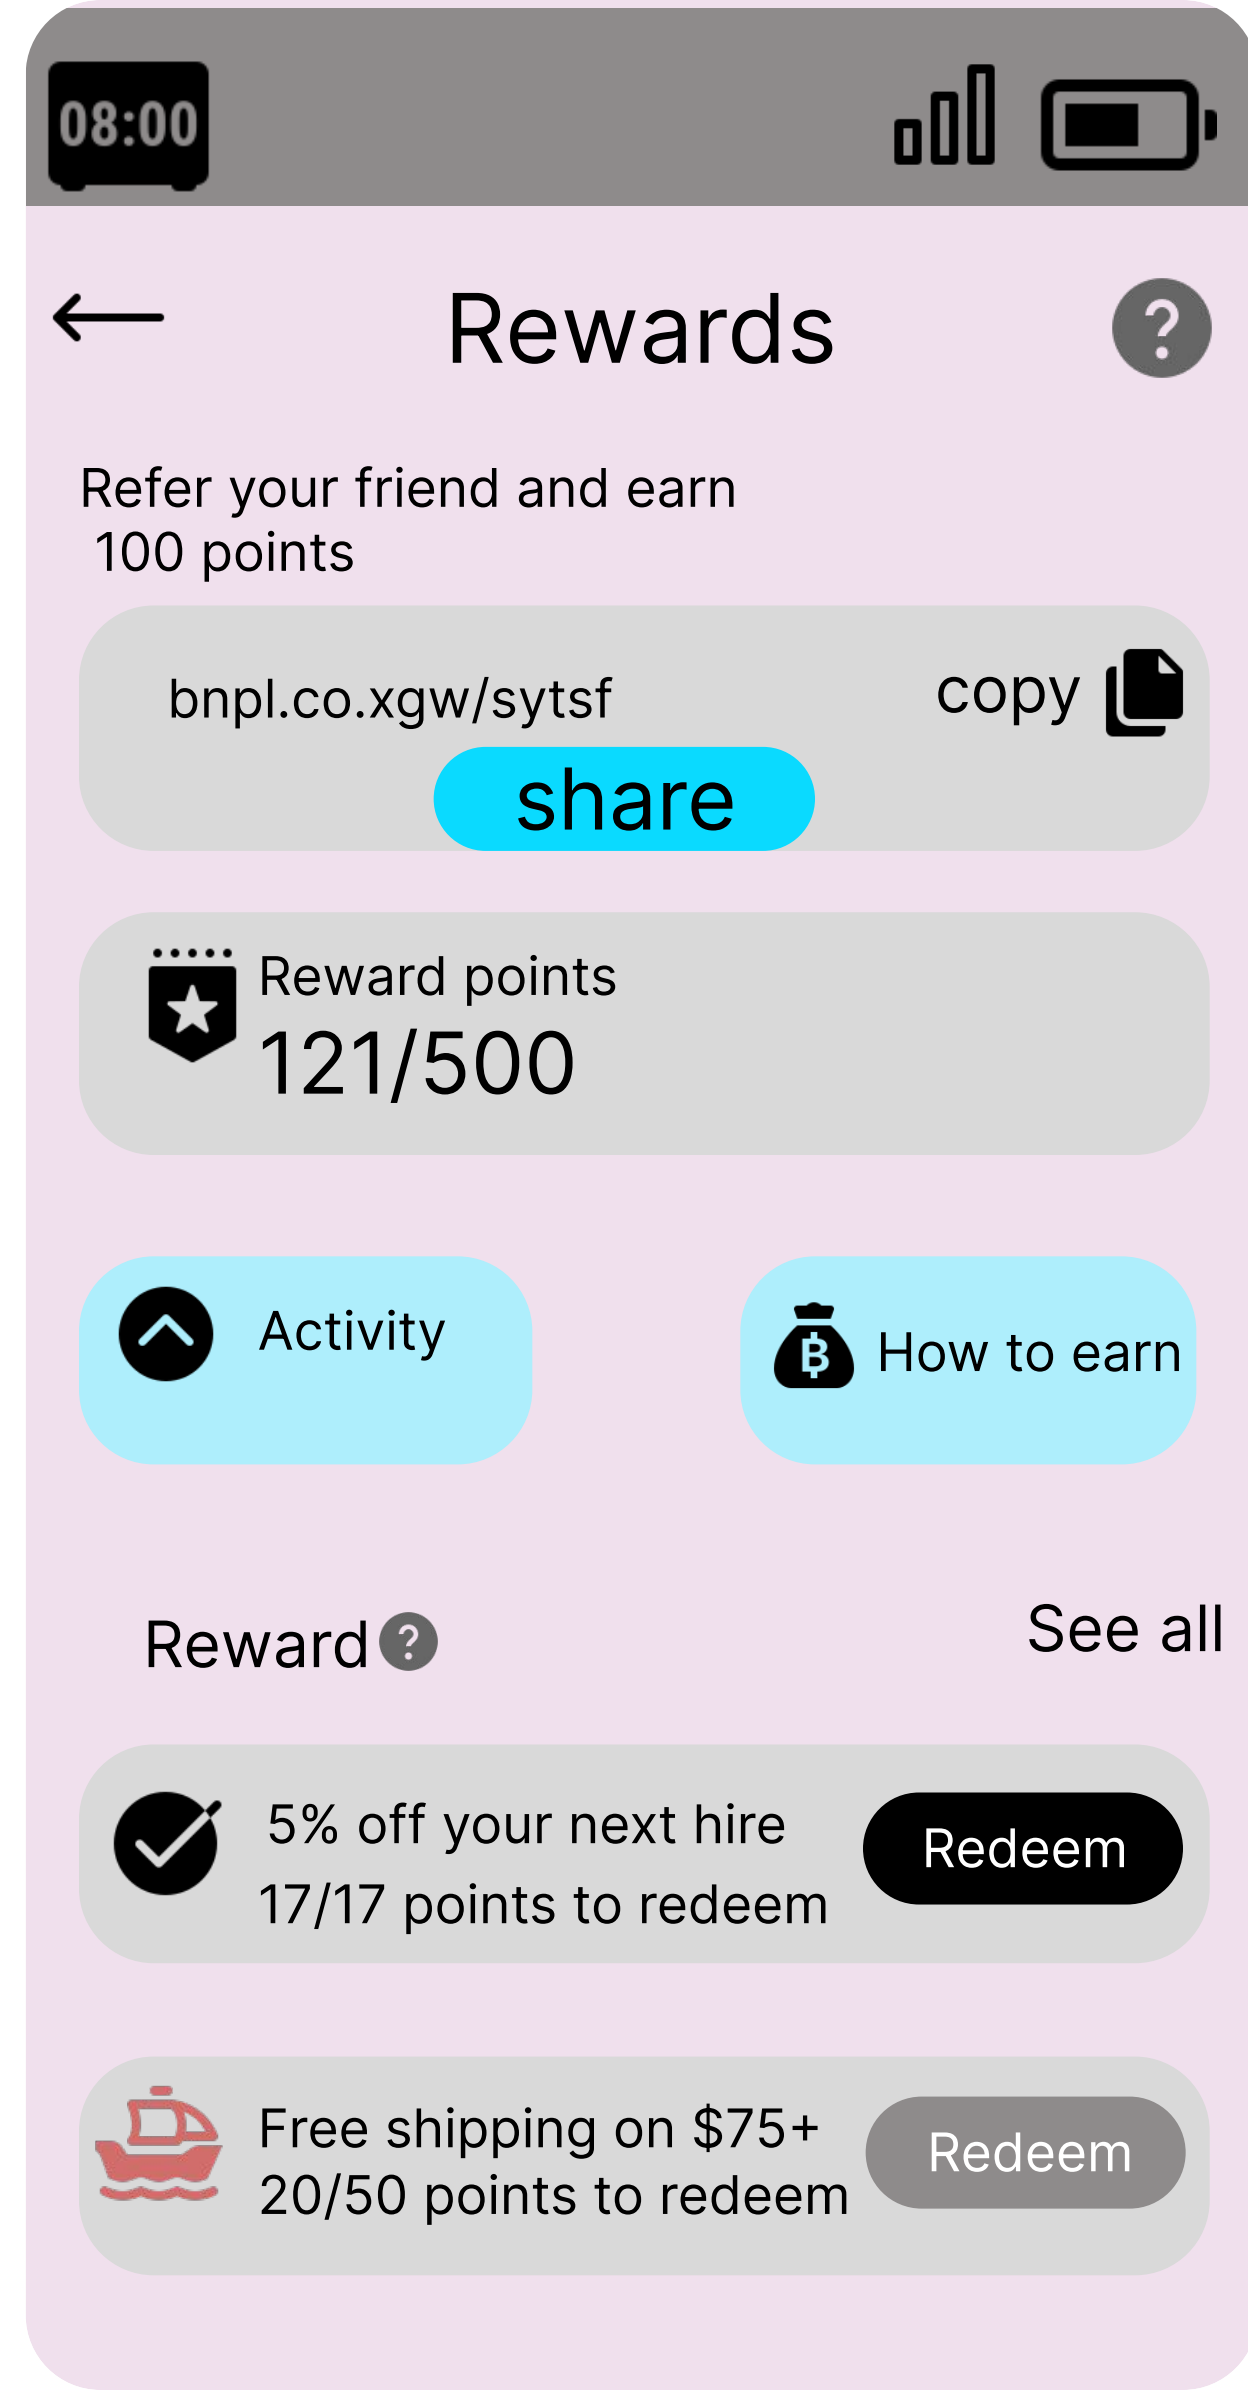 08:00
Rewards
?
Refer your friend and earn
100 points
bnpl.co.xgw/sytsf
copy
share
Reward points
121/500
Activity
How to earn
Reward ?
See all
5% off your next hire
17/17 points to redeem
Redeem
Free shipping on $75+
20/50 points to redeem
Redeem